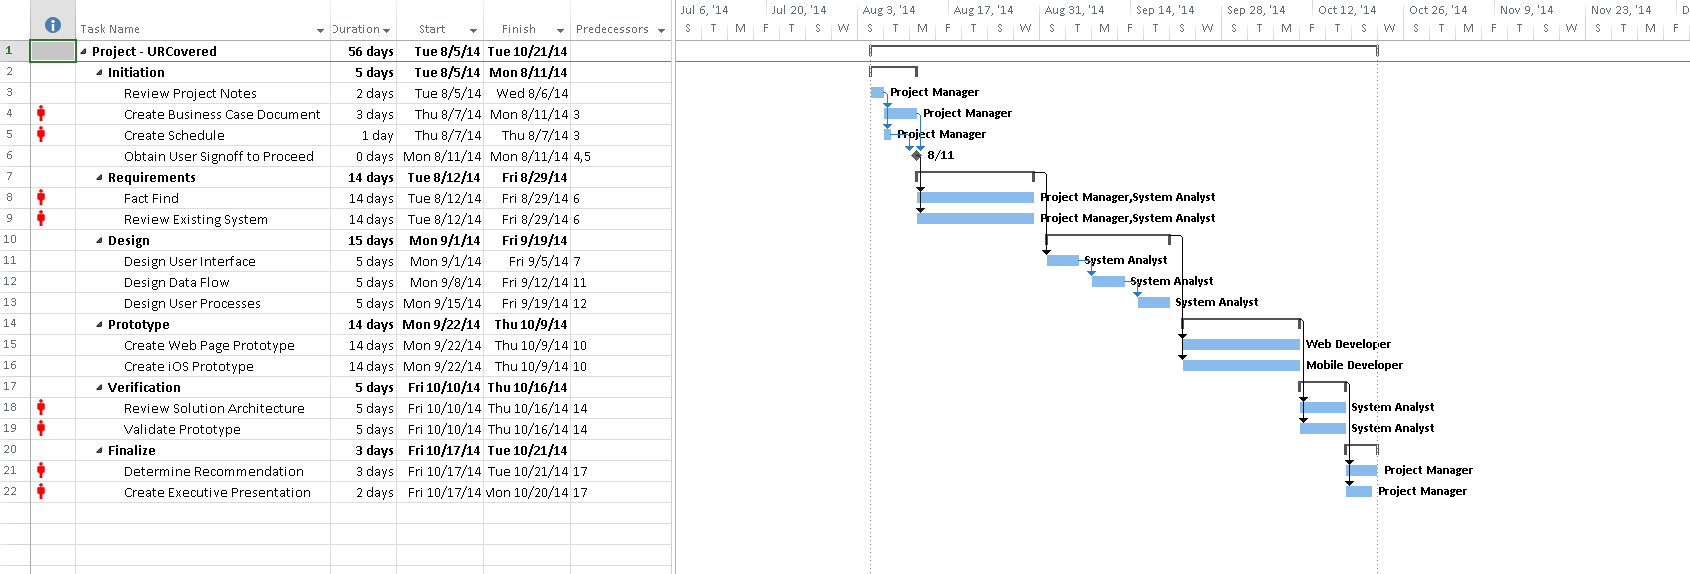 Jul 6, '14 Jul 20, '14 Aug 3, '14 Aug 17, '14 Aug 31, '14 Sep 14, '14 Sep 28, '14 Oct 12, '14 Oct 26, '14 Nov 9, '14 Nov 23, '14 D
Task Name Duration Start Finish Predecessors S T M F T S W S T M F T S W S T M F T S W S T M F T S W S T M F
1 Project - URCovered 56 days Tue 8/5/14 Tue 10/21/14
2 Initiation 5 days Tue 8/5/14 Mon 8/11/14
3 Review Project Notes 2 days Tue 8/5/14 Wed 8/6/14 Project Manager
4 Create Business Case Document 3 days Thu 8/7/14 Mon 8/11/14 3 Project Manager
5 Create Schedule 1 day Thu 8/7/14 Thu 8/7/14 3 Project Manager
6 Obtain User Signoff to Proceed 0 days Mon 8/11/14 Mon 8/11/14 4,5 8/11
7 Requirements 14 days Tue 8/12/14 Fri 8/29/14
8 Fact Find 14 days Tue 8/12/14 Fri 8/29/14 6 Project Manager,System Analyst
9 Review Existing System 14 days Tue 8/12/14 Fri 8/29/14 6 Project Manager,System Analyst
10 Design 15 days Mon 9/1/14 Fri 9/19/14
11 Design User Interface 5 days Mon 9/1/14 Fri 9/5/14 7 System Analyst
12 Design Data Flow 5 days Mon 9/8/14 Fri 9/12/14 11 System Analyst
13 Design User Processes 5 days Mon 9/15/14 Fri 9/19/14 12 System Analyst
14 Prototype 14 days Mon 9/22/14 Thu 10/9/14
15 Create Web Page Prototype 14 days Mon 9/22/14 Thu 10/9/14 10 Web Developer
16 Create iOS Prototype 14 days Mon 9/22/14 Thu 10/9/14 10 Mobile Developer
17 Verification 5 days Fri 10/10/14 Thu 10/16/14
18 Review Solution Architecture 5 days Fri 10/10/14 Thu 10/16/14 14 System Analyst
19 Validate Prototype 5 days Fri 10/10/14 Thu 10/16/14 14 System Analyst
20 Finalize 3 days Fri 10/17/14 Tue 10/21/14
21 Determine Recommendation 3 days Fri 10/17/14 Tue 10/21/14 17 Project Manager
22 Create Executive Presentation 2 days Fri 10/17/14 Mon 10/20/14 17 Project Manager